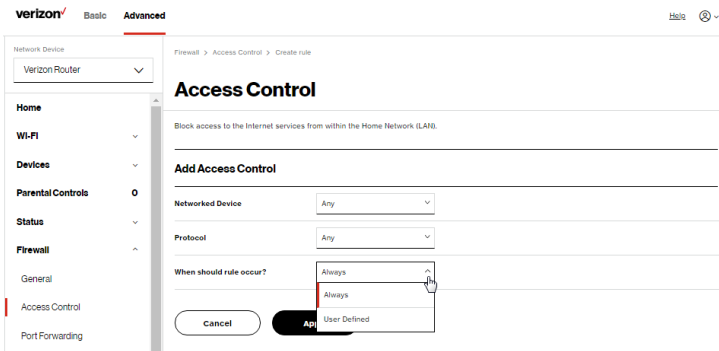 verizon Basic Advanced Help
Network Device
Verizon Router
Home
Wi-Fi
Devices
Parental Controls 0
Status
Firewall
General
Access Control
Port Forwarding
Firewall > Access Control > Create rule
Access Control
Block access to the Internet services from within the Home Network (LAN).
Add Access Control
Networked Device Any
Protocol Any
When should rule occur? Always
Always
User Defined
Cancel